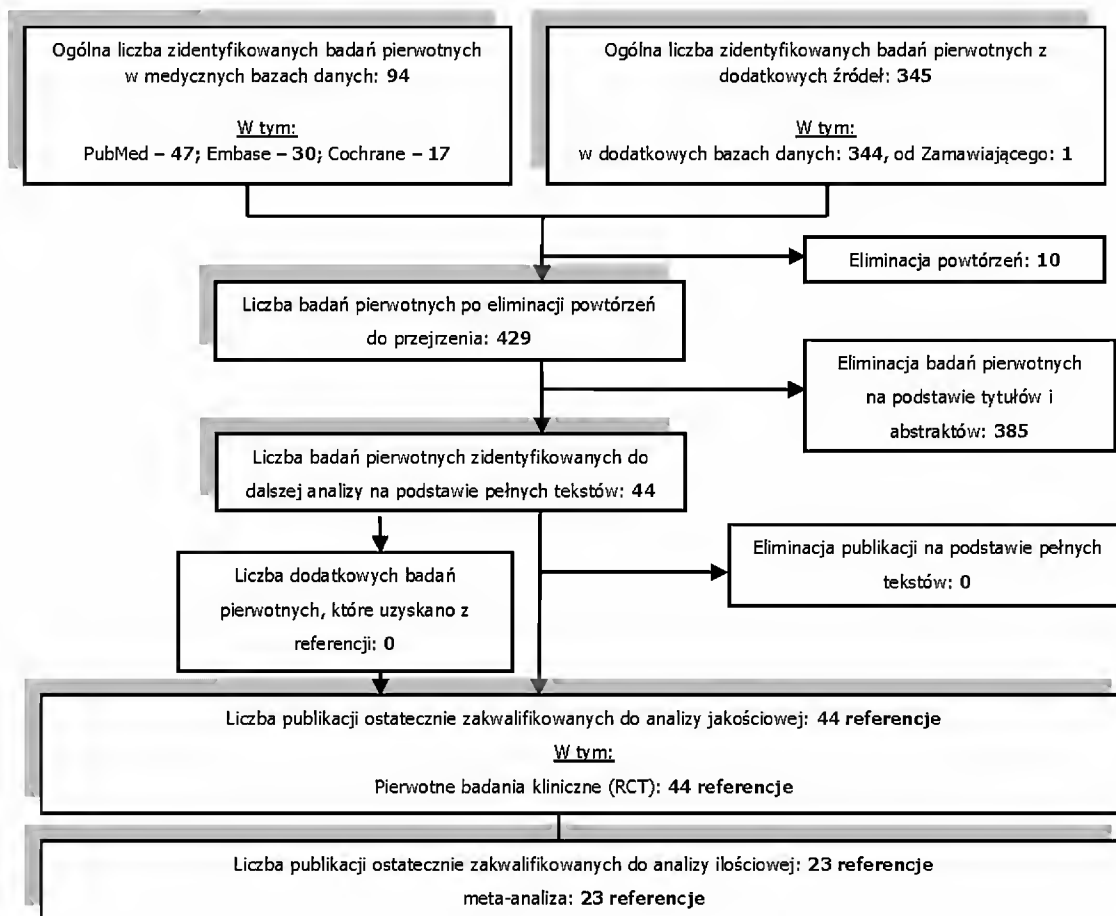 Ogólna liczba zidentyfikowanych badań pierwotnych
w medycznych bazach danych: 94
W tym:
PubMed – 47; Embase – 30; Cochrane – 17
Ogólna liczba zidentyfikowanych badań pierwotnych z
dodatkowych źródeł: 345
W tym:
w dodatkowych bazach danych: 344, od Zamawiającego: 1
Eliminacja powtórzeń: 10
Liczba badań pierwotnych po eliminacji powtórzeń
do przejrzenia: 429
Eliminacja badań pierwotnych
na podstawie tytułów i
abstraktów: 385
Liczba badań pierwotnych zidentyfikowanych do
dalszej analizy na podstawie pełnych tekstów: 44
Eliminacja publikacji na podstawie pełnych
tekstów: 0
Liczba dodatkowych badań
pierwotnych, które uzyskano z
referencji: 0
Liczba publikacji ostatecznie zakwalifikowanych do analizy jakościowej: 44 referencje
W tym:
Pierwotne badania kliniczne (RCT): 44 referencje
Liczba publikacji ostatecznie zakwalifikowanych do analizy ilościowej: 23 referencje
meta-analiza: 23 referencje